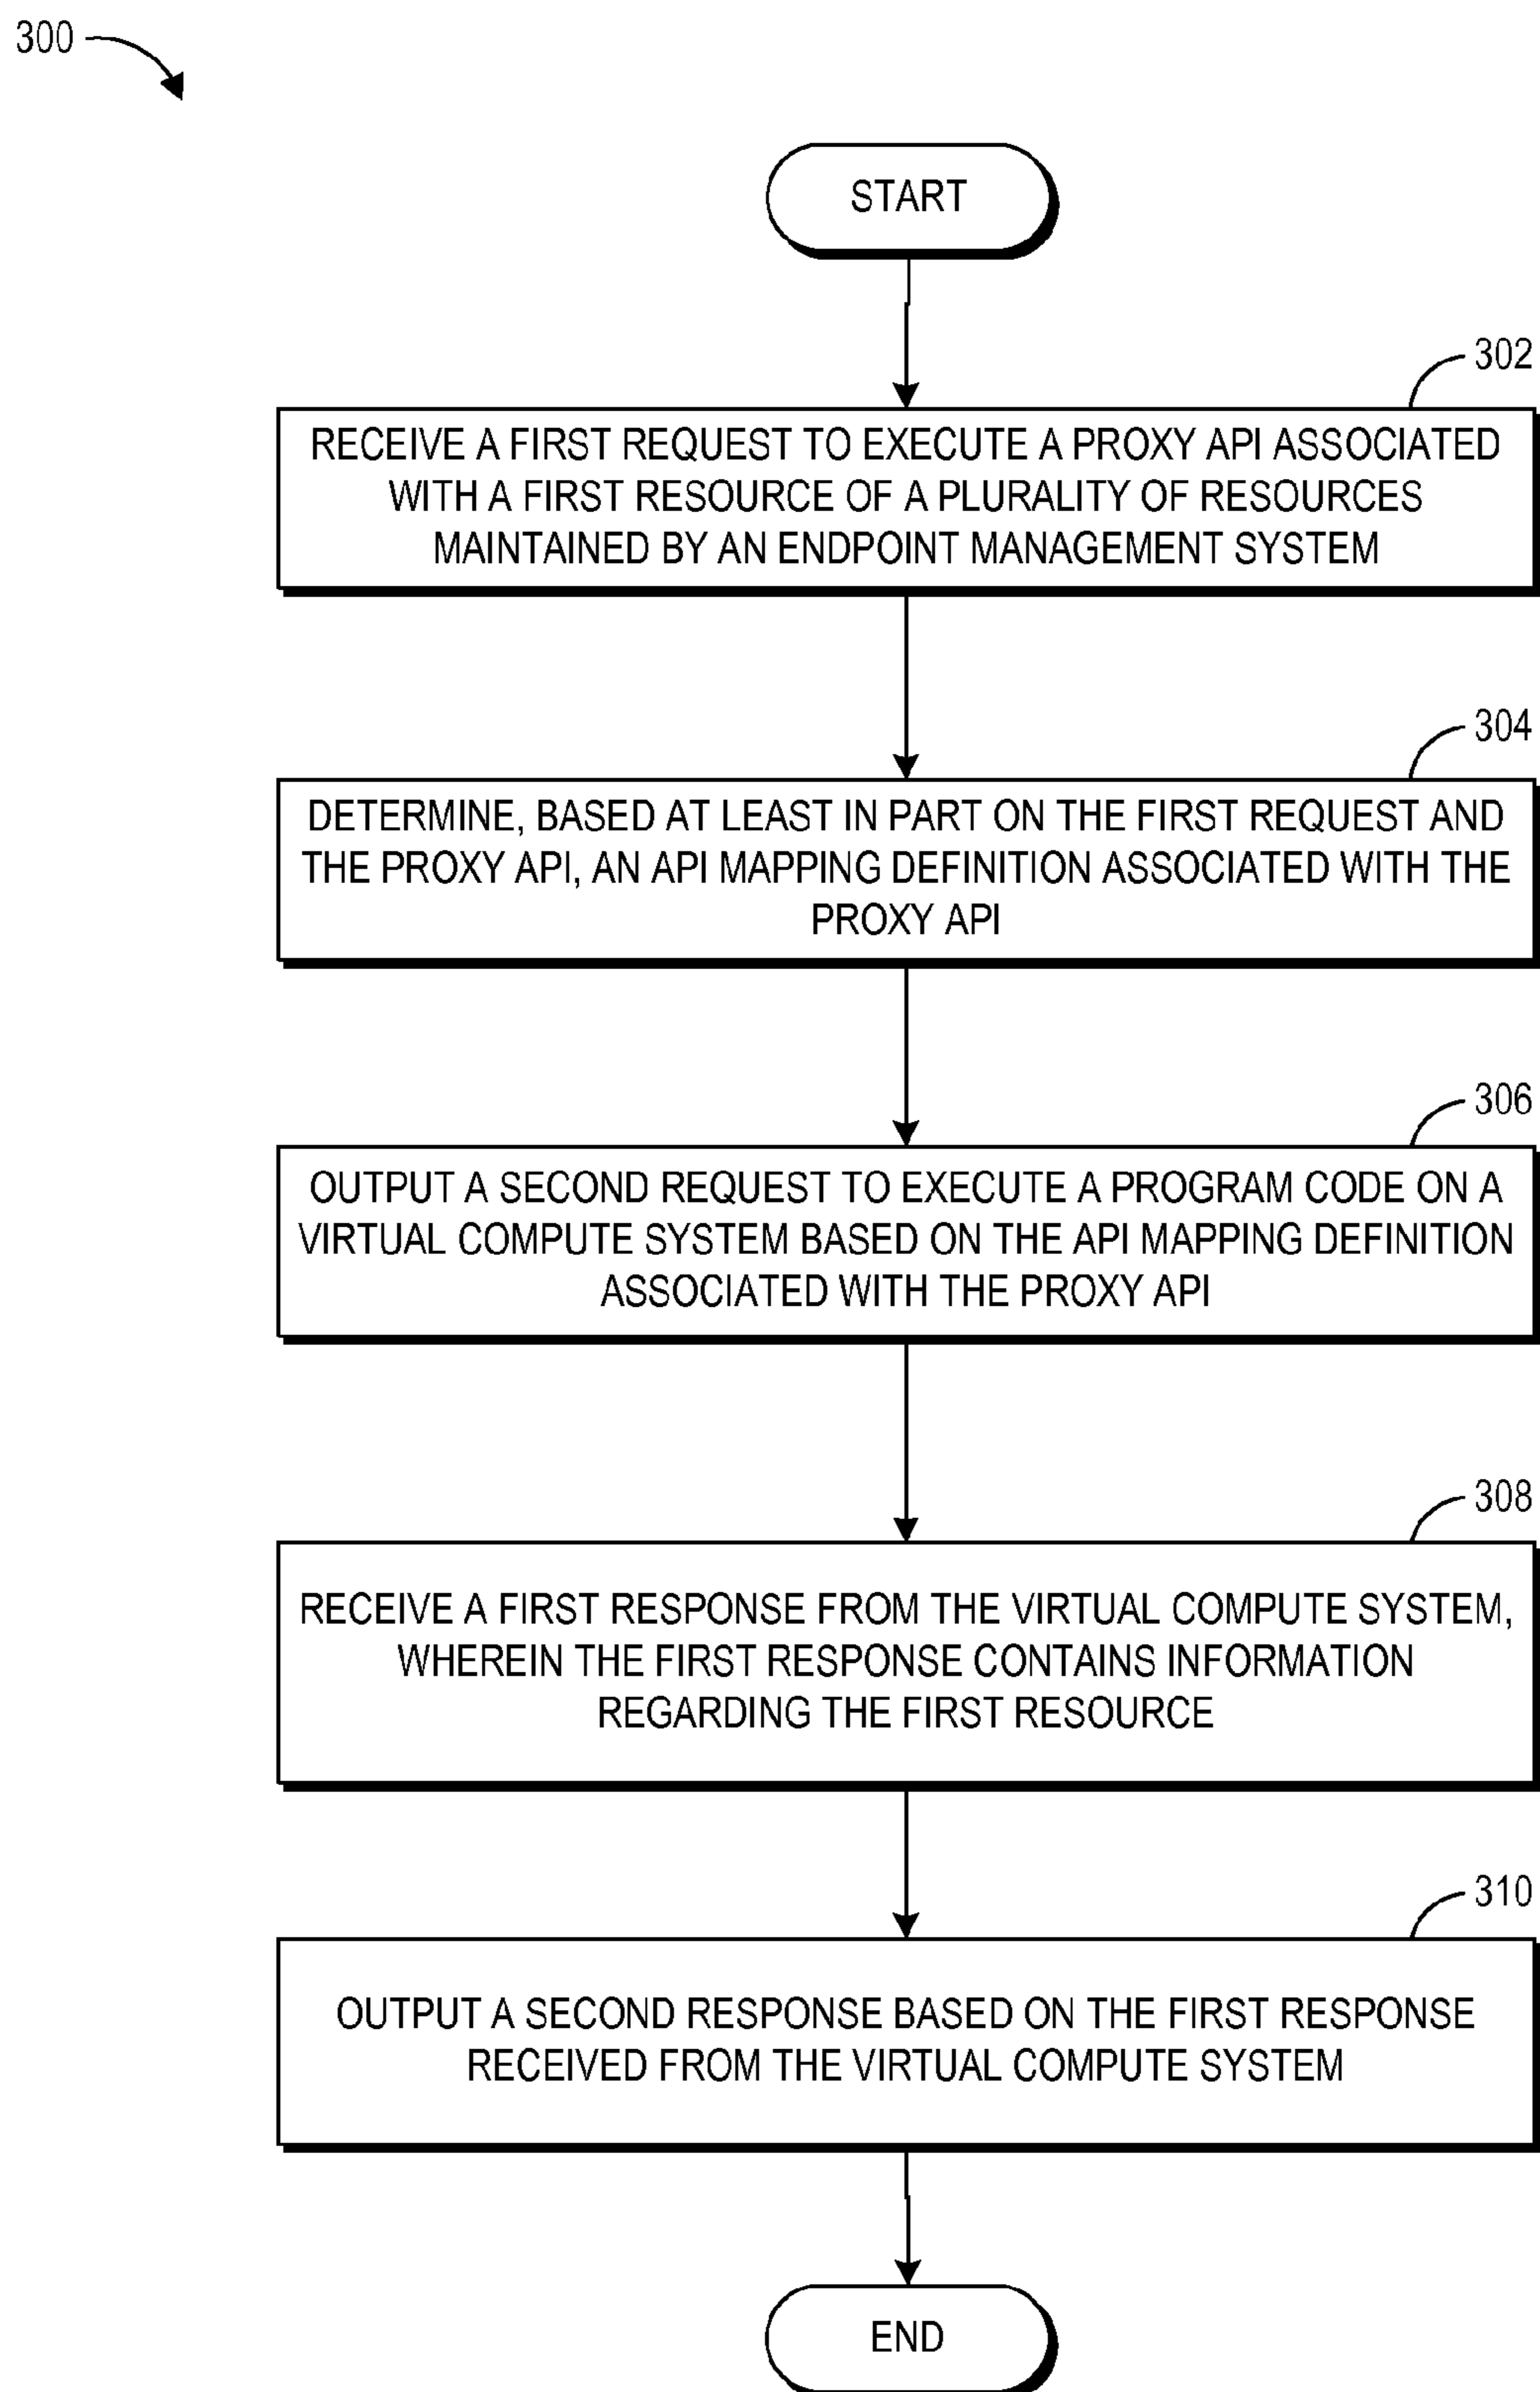 300
START
302
RECEIVE A FIRST REQUEST TO EXECUTE A PROXY API ASSOCIATED
WITH A FIRST RESOURCE OF A PLURALITY OF RESOURCES
MAINTAINED BY AN ENDPOINT MANAGEMENT SYSTEM
304
DETERMINE, BASED AT LEAST IN PART ON THE FIRST REQUEST AND
THE PROXY API, AN API MAPPING DEFINITION ASSOCIATED WITH THE
PROXY API
306
OUTPUT A SECOND REQUEST TO EXECUTE A PROGRAM CODE ON A
VIRTUAL COMPUTE SYSTEM BASED ON THE API MAPPING DEFINITION
ASSOCIATED WITH THE PROXY API
308
RECEIVE A FIRST RESPONSE FROM THE VIRTUAL COMPUTE SYSTEM,
WHEREIN THE FIRST RESPONSE CONTAINS INFORMATION
REGARDING THE FIRST RESOURCE
310
OUTPUT A SECOND RESPONSE BASED ON THE FIRST RESPONSE
RECEIVED FROM THE VIRTUAL COMPUTE SYSTEM
END